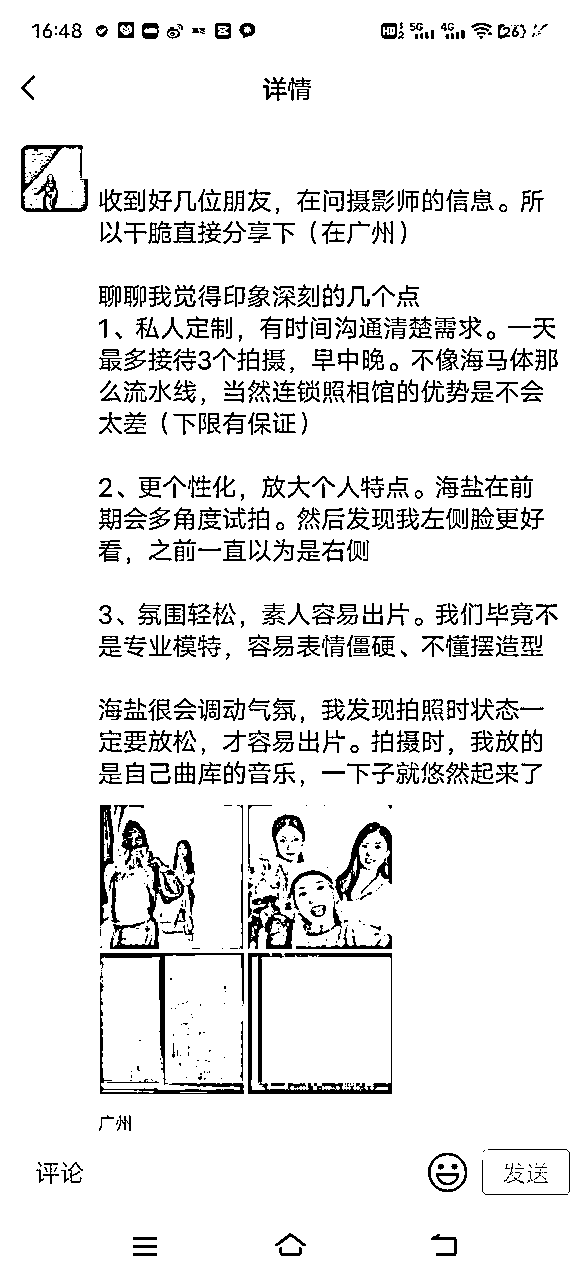 16:48
HD 5G 4G 26
详情
收到好几位朋友，在问摄影师的信息。所
以干脆直接分享下（在广州）
聊聊我觉得印象深刻的几个点
1、私人定制，有时间沟通清楚需求。一天
最多接待3个拍摄，早中晚。不像海马体那
么流水线，当然连锁照相馆的优势是不会
太差（下限有保证）
2、更个性化，放大个人特点。海盐在前
期会多角度试拍。然后发现我左侧脸更好
看，之前一直以为是右侧
3、氛围轻松，素人容易出片。我们毕竟不
是专业模特，容易表情僵硬、不懂摆造型
海盐很会调动气氛，我发现拍照时状态一
定要放松，才容易出片。拍摄时，我放的
是自己曲库的音乐，一下子就悠然起来了
广州
评论
发送